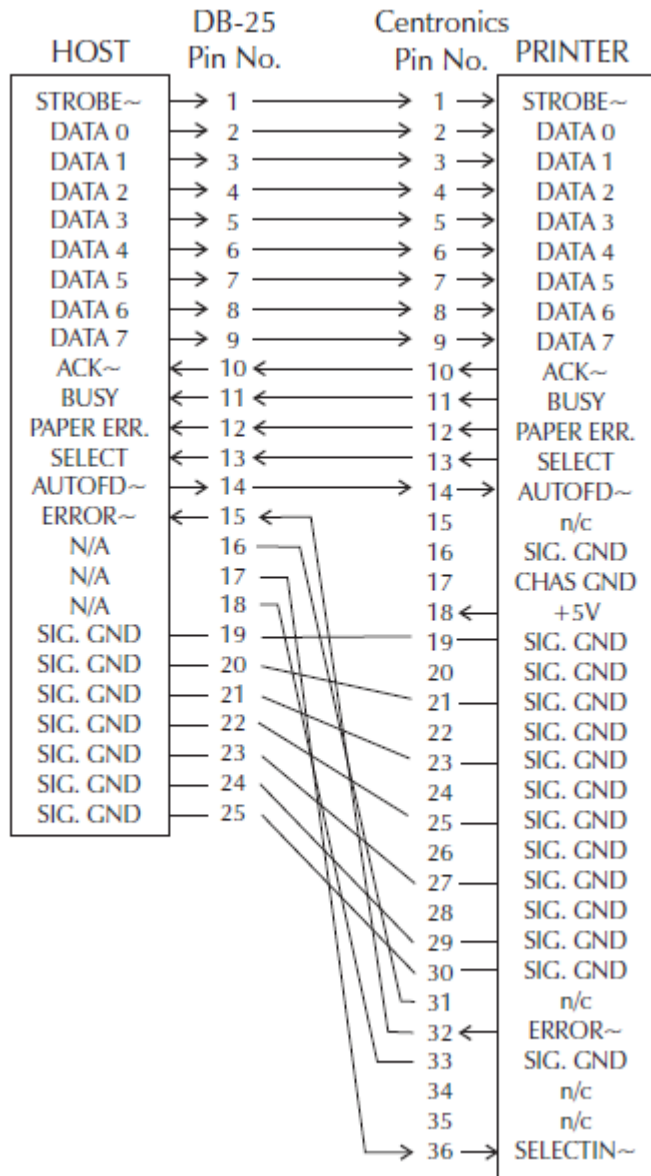 DB-25 Centronics
HOST Pin No. Pin No. PRINTER
STROBE~ 1 1 STROBE~
DATA 0 2 2 DATA 0
DATA 1 3 3 DATA 1
DATA 2 4 4 DATA 2
DATA 3 5 5 DATA 3
DATA 4 6 6 DATA 4
DATA 5 7 7 DATA 5
DATA 6 8 8 DATA 6
DATA 7 9 9 DATA 7
ACK~ 10 10 ACK~
BUSY 11 11 BUSY
PAPER ERR. 12 12 PAPER ERR.
SELECT 13 13 SELECT
AUTOFD~ 14 14 AUTOFD~
ERROR~ 15 15 n/c
N/A 16 16 SIG. GND
N/A 17 17 CHAS GND
N/A 18 18 +5V
SIG. GND 19 19 SIG. GND
SIG. GND 20 20 SIG. GND
SIG. GND 21 21 SIG. GND
SIG. GND 22 22 SIG. GND
SIG. GND 23 23 SIG. GND
SIG. GND 24 24 SIG. GND
SIG. GND 25 25 SIG. GND
26 SIG. GND
27 SIG. GND
28 SIG. GND
29 SIG. GND
30 SIG. GND
31 n/c
32 ERROR~
33 SIG. GND
34 n/c
35 n/c
36 SELECTIN~